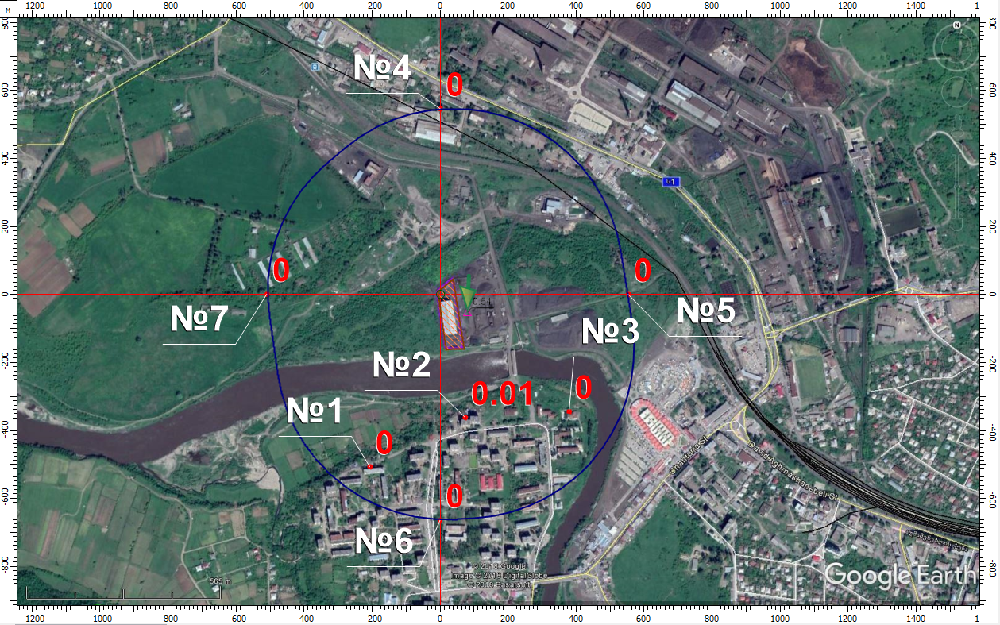 м
-1200 -1000 -800 -600 -400 -200 0 200 400 600 800 1000 1200 1400 1
800 600 400 200 0 -200 -400 -600 -800
N
№4
0
ს1
0
0
№7
0.54
№5
№3
№2
0.01
0
№1
0
Chanturia St
David Aghmashenebeli St
0
№6
565 m
© 2018 Google
Image © 2018 DigitalGlobe
© 2018 Basarsoft
Google Earth
800 600 400 200 0 -200 -400 -600 -800
-1200 -1000 -800 -600 -400 -200 0 200 400 600 800 1000 1200 1400 1